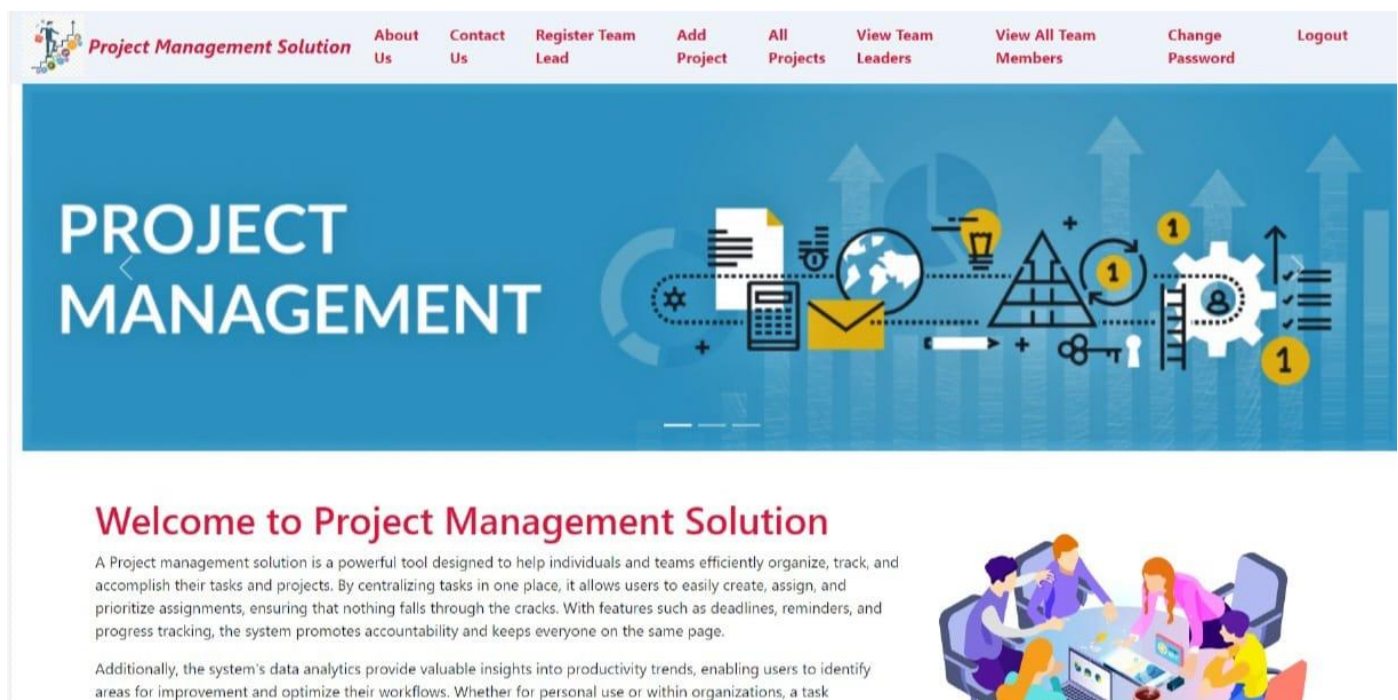 Project Management Solution
About Us
Contact Us
Register Team Lead
Add Project
All Projects
View Team Leaders
View All Team Members
Change Password
Logout
PROJECT
MANAGEMENT
1
1
1
Welcome to Project Management Solution
A Project management solution is a powerful tool designed to help individuals and teams efficiently organize, track, and
accomplish their tasks and projects. By centralizing tasks in one place, it allows users to easily create, assign, and
prioritize assignments, ensuring that nothing falls through the cracks. With features such as deadlines, reminders, and
progress tracking, the system promotes accountability and keeps everyone on the same page.
Additionally, the system's data analytics provide valuable insights into productivity trends, enabling users to identify
areas for improvement and optimize their workflows. Whether for personal use or within organizations, a task